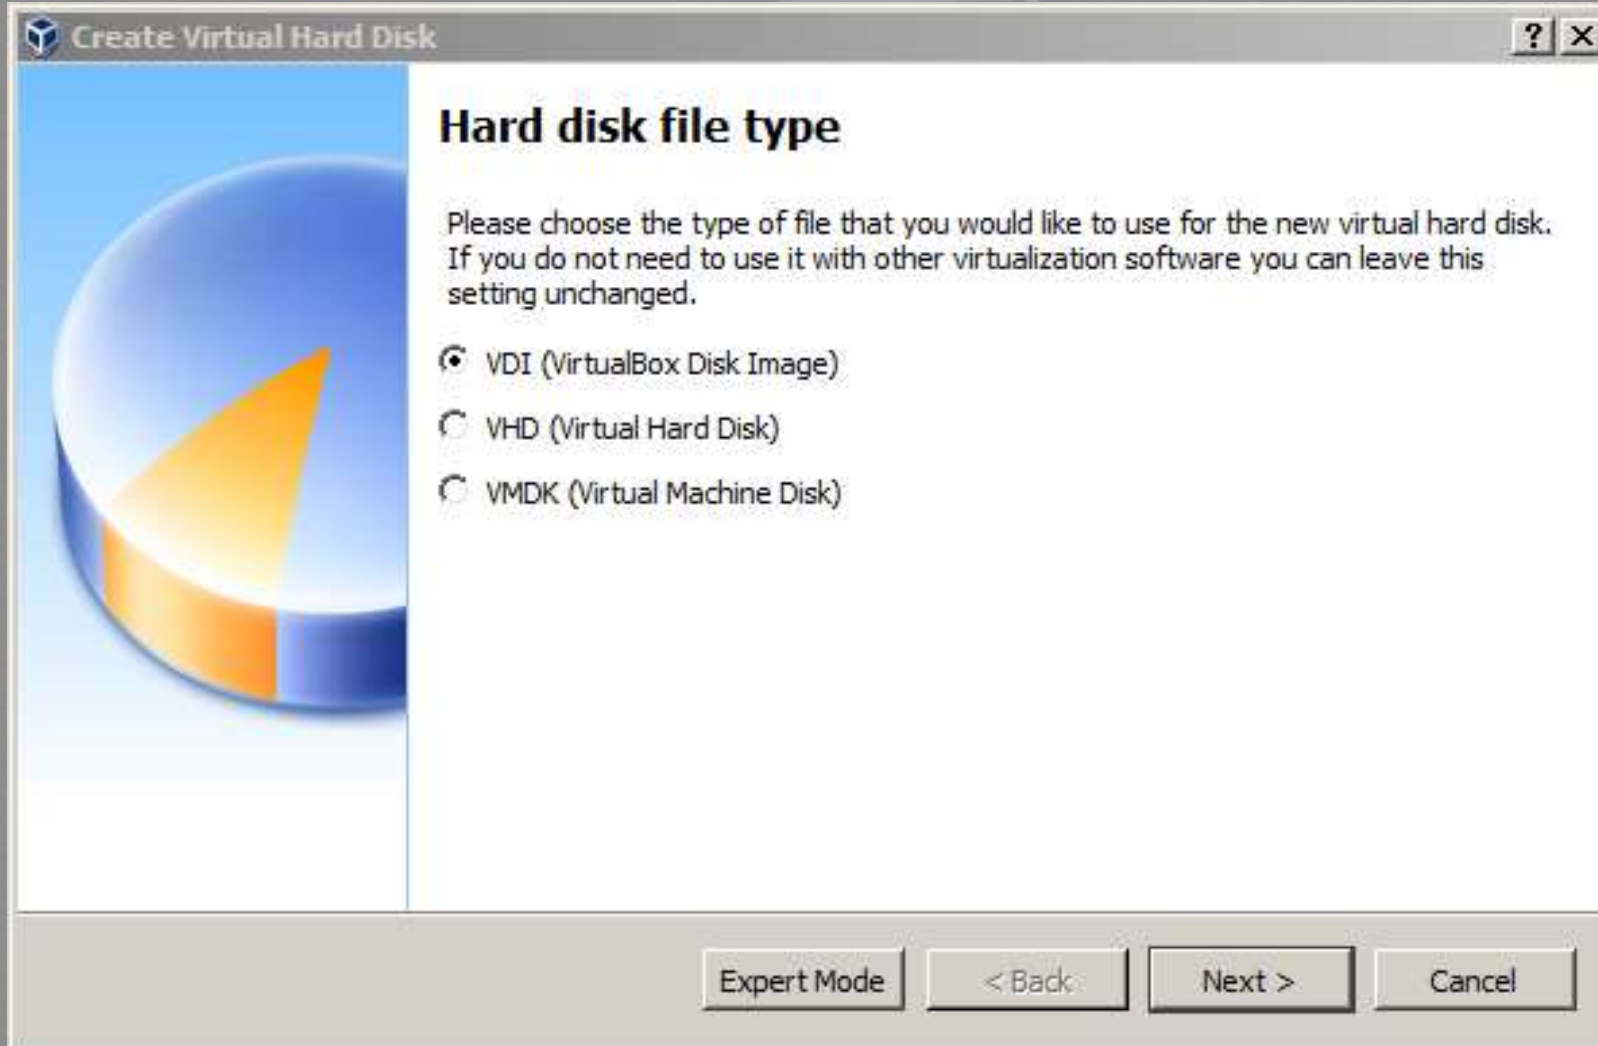 Create Virtual Hard Disk
Hard disk file type
Please choose the type of file that you would like to use for the new virtual hard disk.
If you do not need to use it with other virtualization software you can leave this
setting unchanged.
VDI (VirtualBox Disk Image)
VHD (Virtual Hard Disk)
VMDK (Virtual Machine Disk)
Expert Mode
< Back
Next >
Cancel